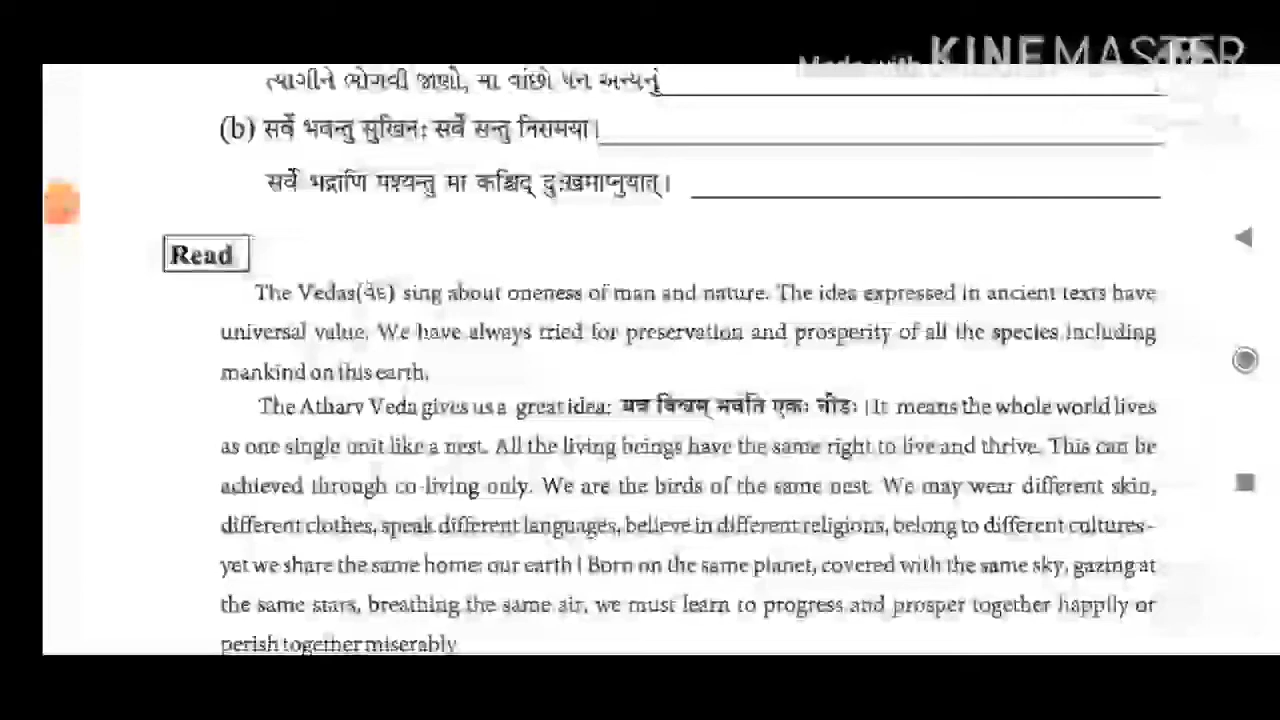 Made with KINEMASTER
ત્યાગીને ભોગવી જાણો, મા વાંછો ધન અન્યનું
(b) सर्वे भवन्तु सुखिनः सर्वे सन्तु निरामया।
सर्वे भद्राणि पश्यन्तु मा कश्चिद् दुःखमाप्नुयात्।
Read
The Vedas(વેદ) sing about oneness of man and nature. The idea expressed in ancient texts have
universal value. We have always tried for preservation and prosperity of all the species including
mankind on this earth.
The Atharv Veda gives us a great idea: यत्र विश्वम् भवति एकः नीडः। It means the whole world lives
as one single unit like a nest. All the living beings have the same right to live and thrive. This can be
achieved through co-living only. We are the birds of the same nest. We may wear different skin,
different clothes, speak different languages, believe in different religions, belong to different cultures-
yet we share the same home: our earth! Born on the same planet, covered with the same sky, gazing at
the same stars, breathing the same air, we must learn to progress and prosper together happily or
perish together miserably